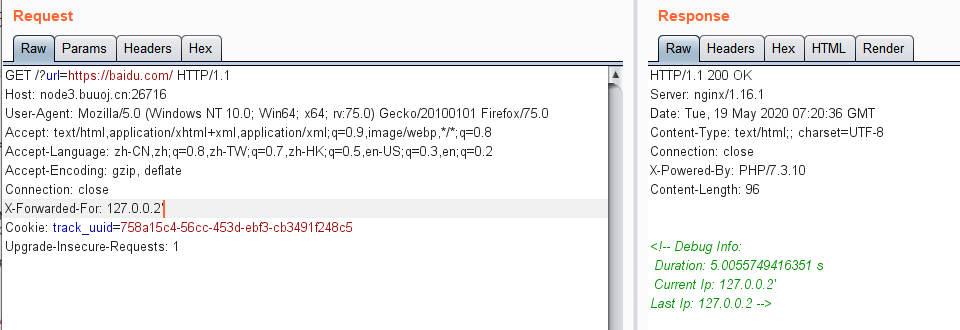 Request
Raw Params Headers Hex
GET /?url=https://baidu.com/ HTTP/1.1
Host: node3.buuoj.cn:26716
User-Agent: Mozilla/5.0 (Windows NT 10.0; Win64; x64; rv:75.0) Gecko/20100101 Firefox/75.0
Accept: text/html,application/xhtml+xml,application/xml;q=0.9,image/webp,*/*;q=0.8
Accept-Language: zh-CN,zh;q=0.8,zh-TW;q=0.7,zh-HK;q=0.5,en-US;q=0.3,en;q=0.2
Accept-Encoding: gzip, deflate
Connection: close
X-Forwarded-For: 127.0.0.2'
Cookie: track_uuid=758a15c4-56cc-453d-ebf3-cb3491f248c5
Upgrade-Insecure-Requests: 1
Response
Raw Headers Hex HTML Render
HTTP/1.1 200 OK
Server: nginx/1.16.1
Date: Tue, 19 May 2020 07:20:36 GMT
Content-Type: text/html;; charset=UTF-8
Connection: close
X-Powered-By: PHP/7.3.10
Content-Length: 96
<!-- Debug Info:
Duration: 5.0055749416351 s
Current Ip: 127.0.0.2'
Last Ip: 127.0.0.2 -->